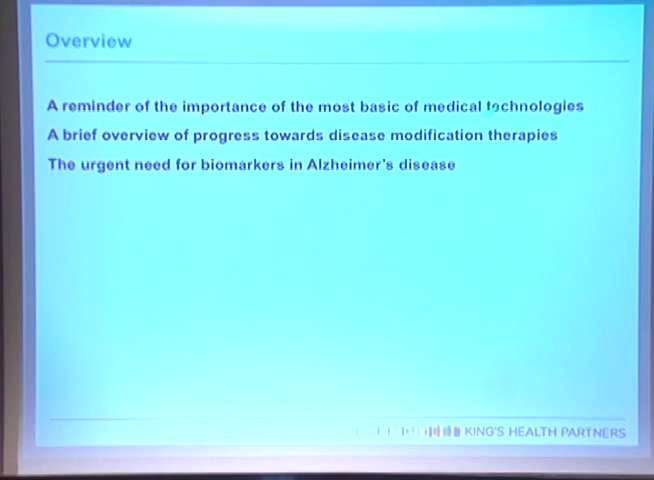 Overview
A reminder of the importance of the most basic of medical technologies
A brief overview of progress towards disease modification therapies
The urgent need for biomarkers in Alzheimer's disease
KING'S HEALTH PARTNERS